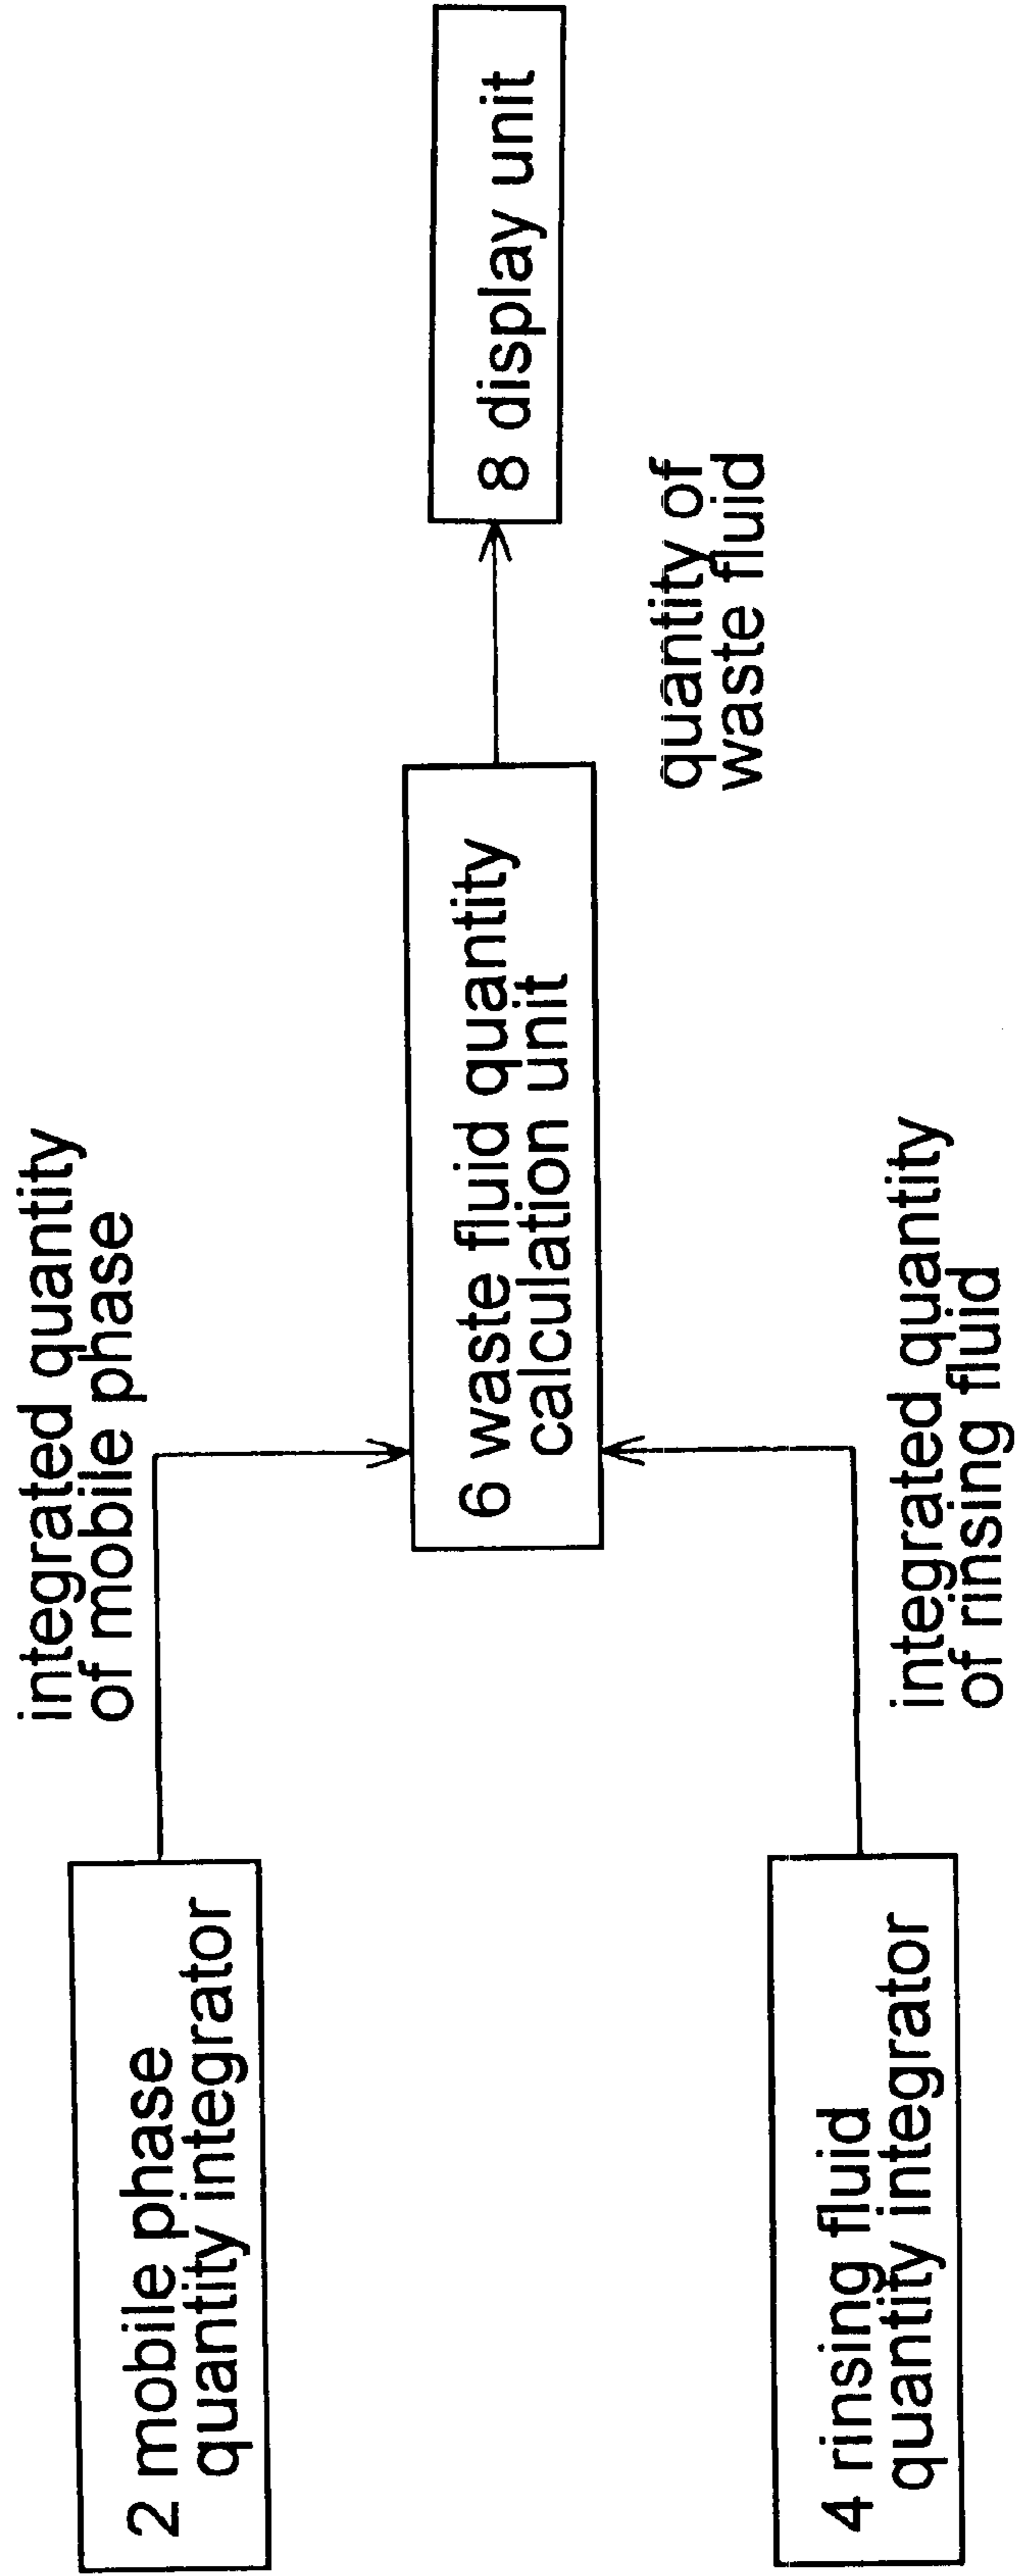 integrated quantity
of mobile phase
2 mobile phase
quantity integrator
6 waste fluid quantity
calculation unit
8 display unit
quantity of
waste fluid
4 rinsing fluid
quantity integrator
integrated quantity
of rinsing fluid